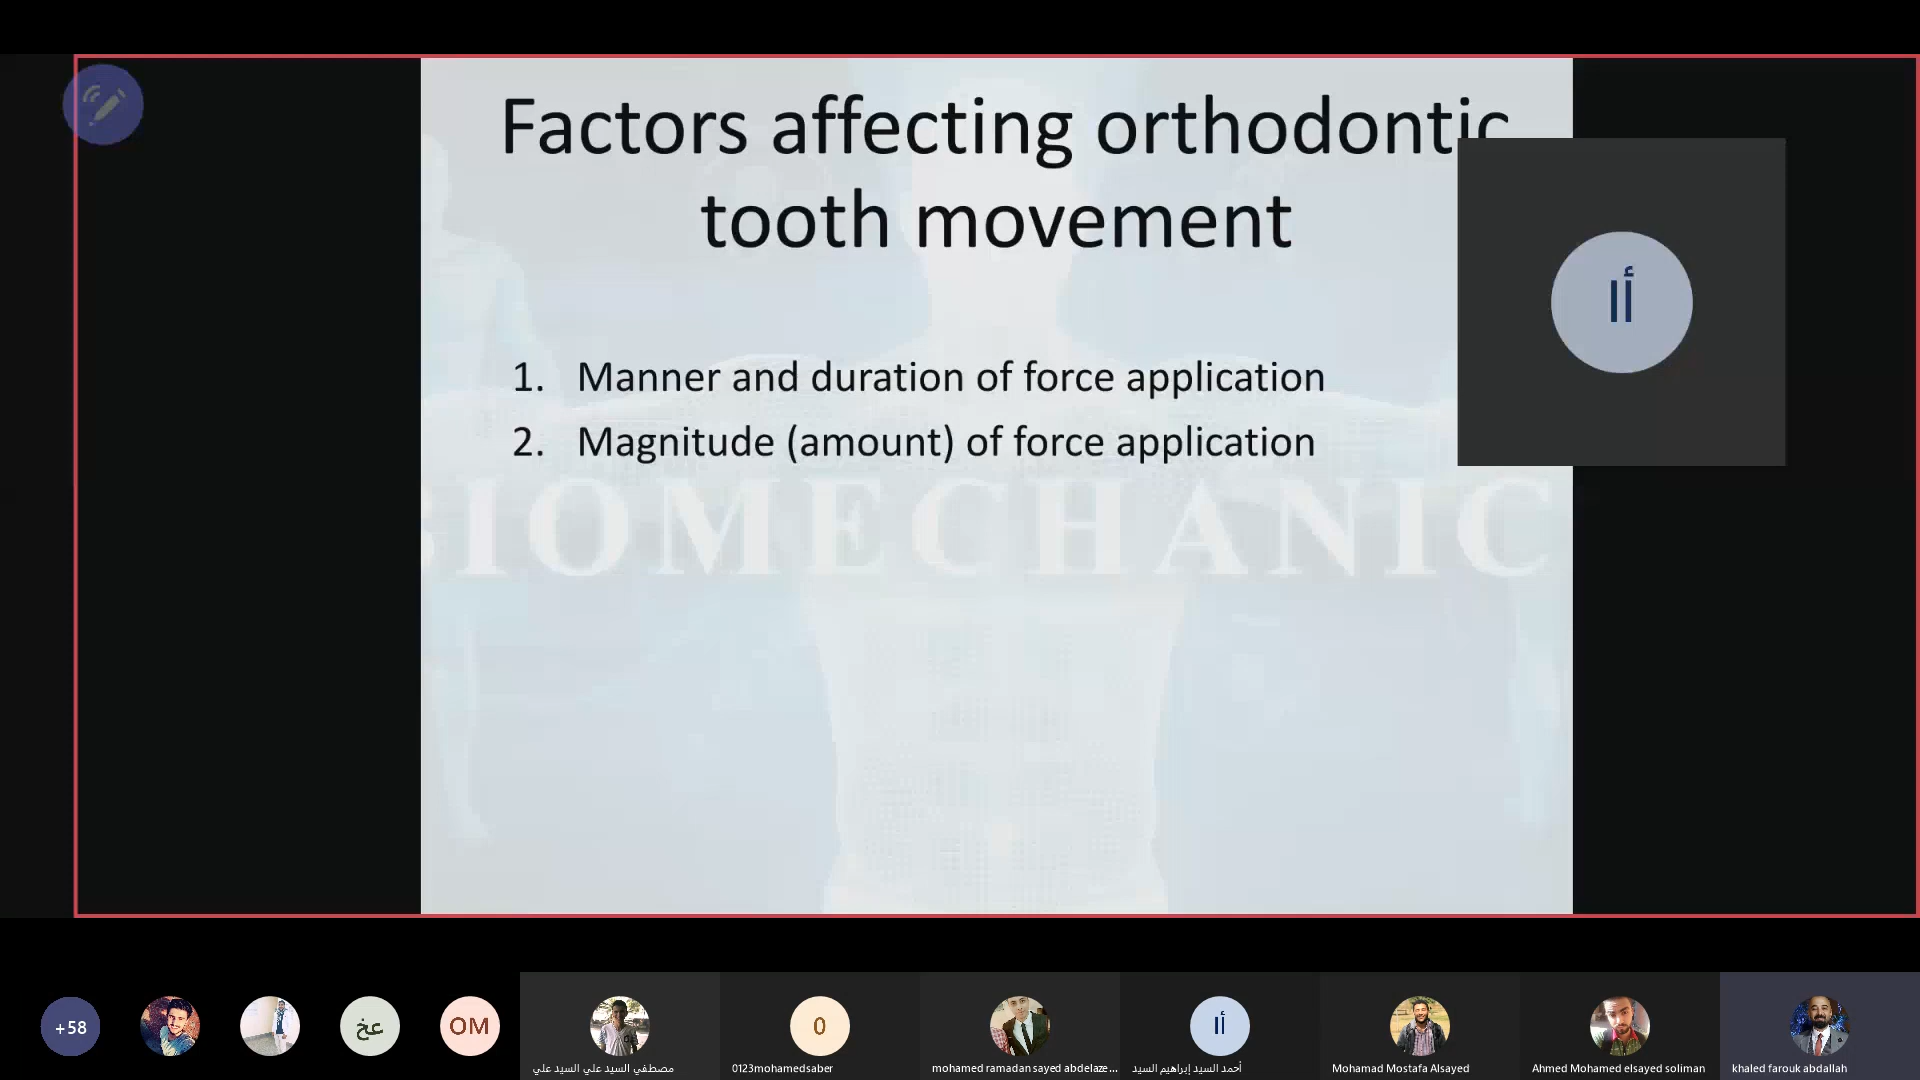 Factors affecting orthodontic
tooth movement
أا
1. Manner and duration of force application
2. Magnitude (amount) of force application
BIOMECHANIC
+58
عخ
OM
0
أا
مصطفي السيد علي السيد علي
0123mohamedsaber
mohamed ramadan sayed abdelaze...
أحمد السيد إبراهيم السيد
Mohamad Mostafa Alsayed
Ahmed Mohamed elsayed soliman
khaled farouk abdallah